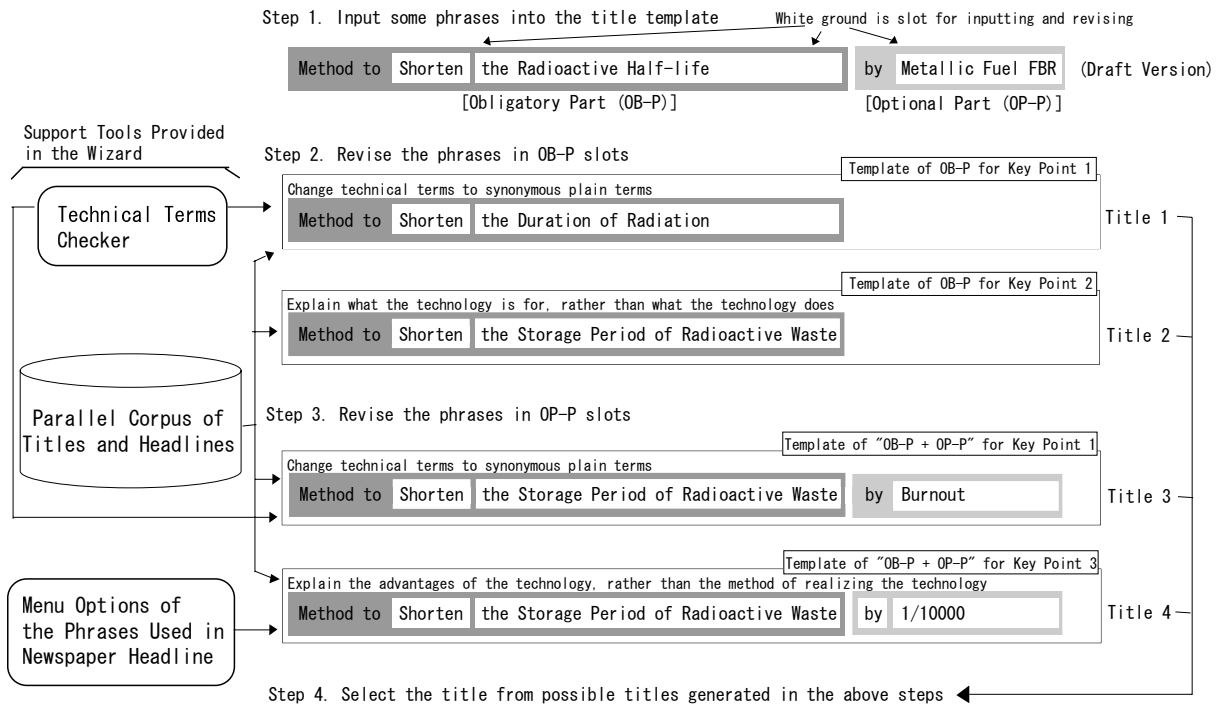 Step 1. Input some phrases into the title template
White ground is slot for inputting and revising
Method to Shorten the Radioactive Half-life by Metallic Fuel FBR (Draft Version)
[Obligatory Part (OB-P)] [Optional Part (OP-P)]
Support Tools Provided
in the Wizard
Step 2. Revise the phrases in OB-P slots
Template of OB-P for Key Point 1
Change technical terms to synonymous plain terms
Technical Terms
Checker
Method to Shorten the Duration of Radiation
Title 1
Template of OB-P for Key Point 2
Explain what the technology is for, rather than what the technology does
Method to Shorten the Storage Period of Radioactive Waste
Title 2
Parallel Corpus of
Titles and Headlines
Step 3. Revise the phrases in OP-P slots
Template of "OB-P + OP-P" for Key Point 1
Change technical terms to synonymous plain terms
Method to Shorten the Storage Period of Radioactive Waste by Burnout
Title 3
Template of "OB-P + OP-P" for Key Point 3
Explain the advantages of the technology, rather than the method of realizing the technology
Menu Options of
the Phrases Used in
Newspaper Headline
Method to Shorten the Storage Period of Radioactive Waste by 1/10000
Title 4
Step 4. Select the title from possible titles generated in the above steps